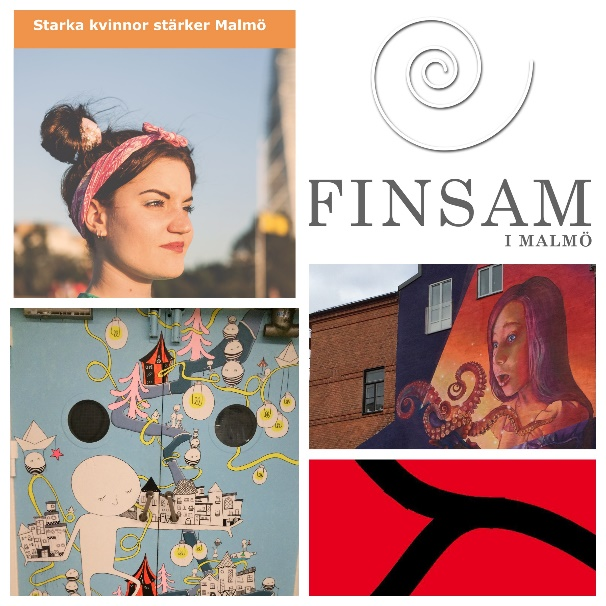 Starka kvinnor stärker Malmö
FINSAM
I MALMÖ